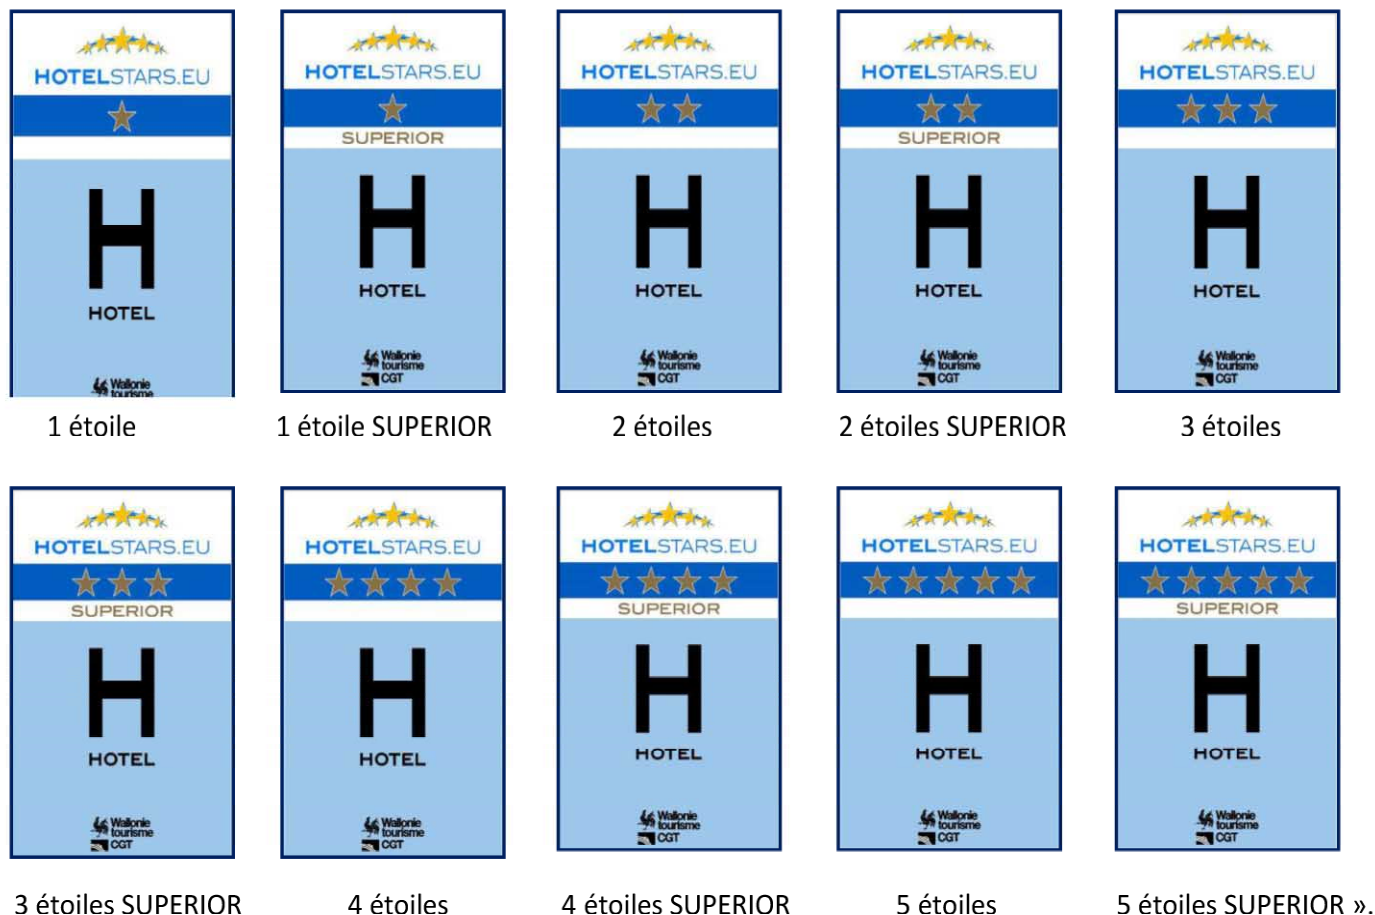 HOTELSTARS.EU
HOTEL
Wallonie
tourisme
1 étoile
HOTELSTARS.EU
SUPERIOR
HOTEL
Wallonie
tourisme
CGT
1 étoile SUPERIOR
HOTELSTARS.EU
HOTEL
Wallonie
tourisme
CGT
2 étoiles
HOTELSTARS.EU
SUPERIOR
HOTEL
Wallonie
tourisme
CGT
2 étoiles SUPERIOR
HOTELSTARS.EU
H
HOTEL
Wallonie
tourisme
CGT
3 étoiles
HOTELSTARS.EU
SUPERIOR
H
HOTEL
Wallonie
tourisme
CGT
3 étoiles SUPERIOR
HOTELSTARS.EU
H
HOTEL
Wallonie
tourisme
CGT
4 étoiles
HOTELSTARS.EU
SUPERIOR
H
HOTEL
Wallonie
tourisme
CGT
4 étoiles SUPERIOR
HOTELSTARS.EU
H
HOTEL
Wallonie
tourisme
CGT
5 étoiles
HOTELSTARS.EU
SUPERIOR
H
HOTEL
Wallonie
tourisme
CGT
5 étoiles SUPERIOR ».